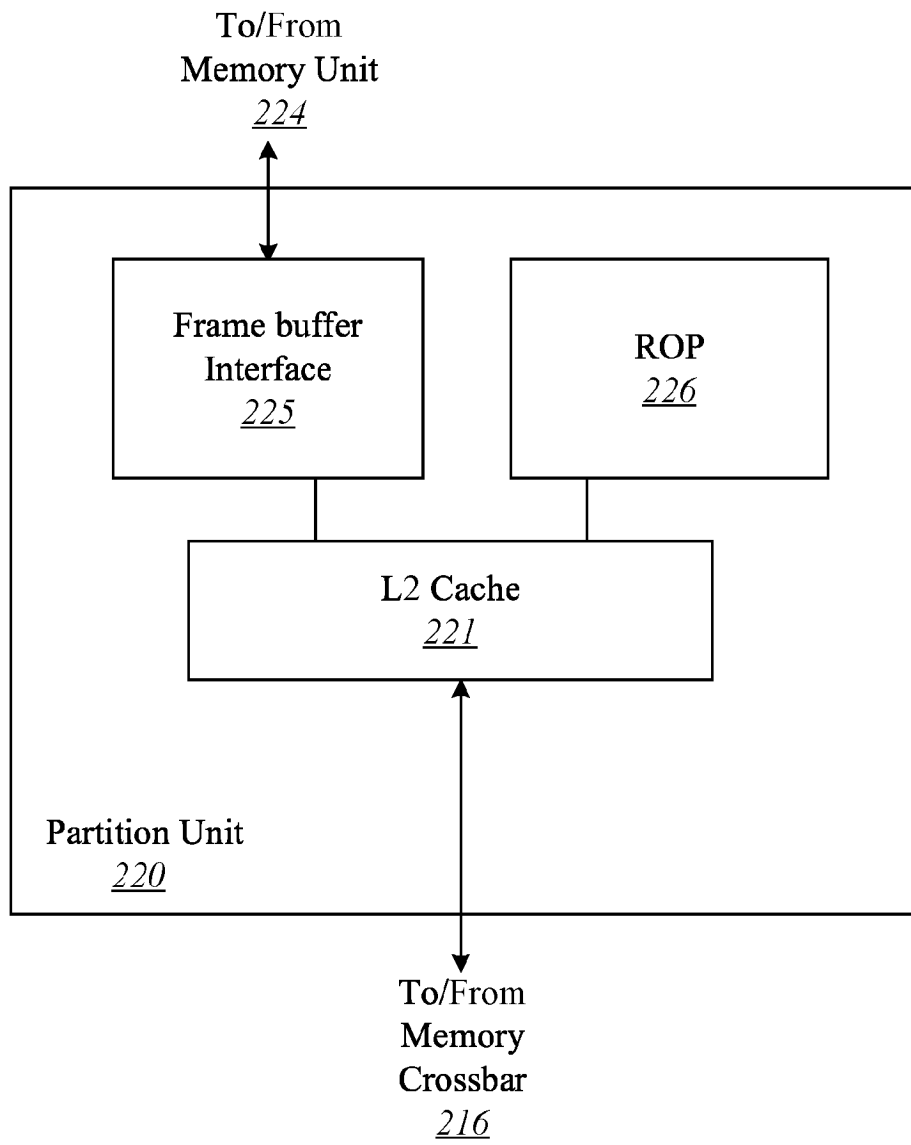 To/From
Memory Unit
224
Frame buffer
Interface
225
ROP
226
L2 Cache
221
Partition Unit
220
To/From
Memory
Crossbar
216